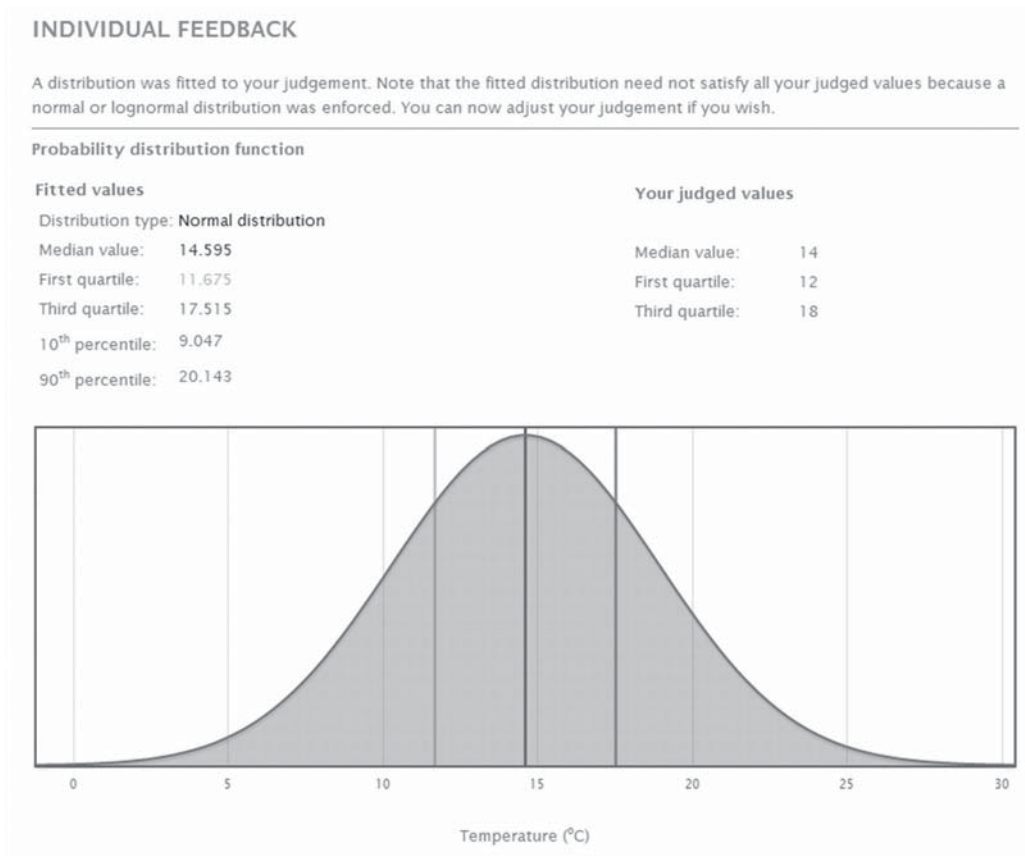 INDIVIDUAL FEEDBACK
A distribution was fitted to your judgement. Note that the fitted distribution need not satisfy all your judged values because a
normal or lognormal distribution was enforced. You can now adjust your judgement if you wish.
Probability distribution function
Fitted values
Your judged values
Distribution type: Normal distribution
Median value: 14.595
Median value: 14
First quartile: 11.675
First quartile: 12
Third quartile: 17.515
Third quartile: 18
10th percentile: 9.047
90th percentile: 20.143
0 5 10 15 20 25 30
Temperature (°C)